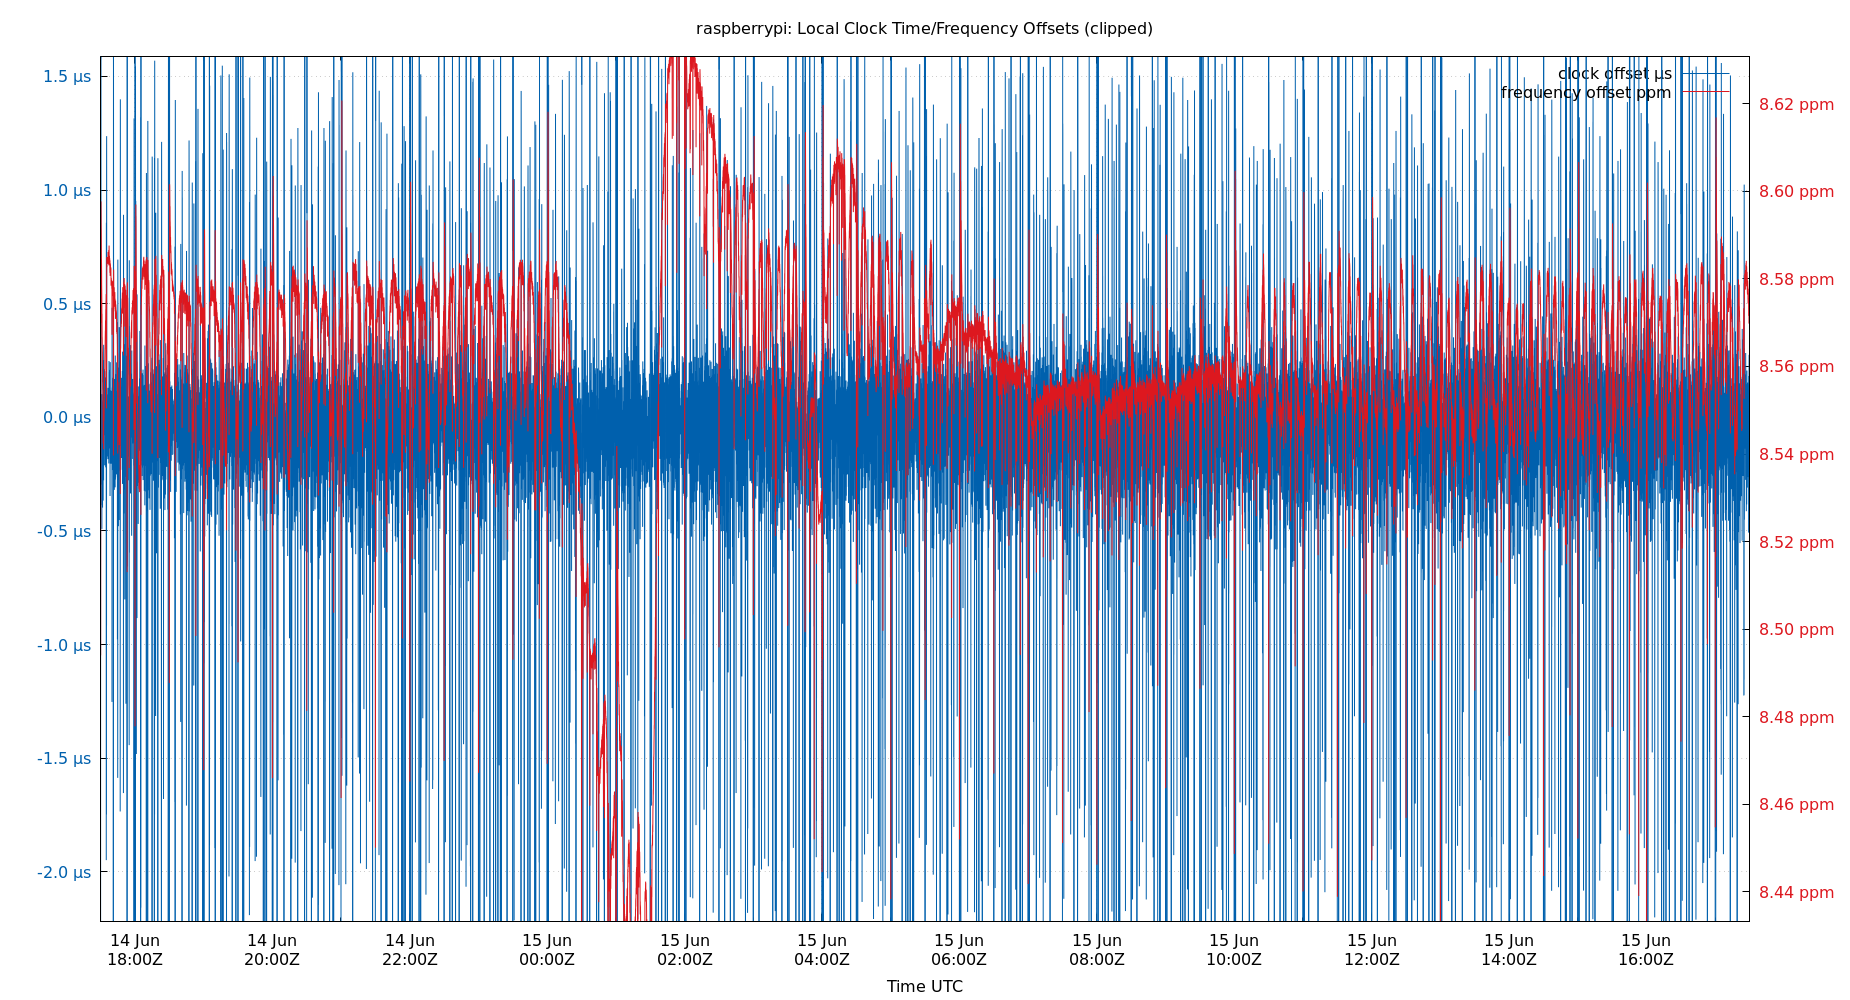 raspberrypi: Local Clock Time/Frequency Offsets (clipped)
clock offset µs
frequency offset ppm
1.5 µs
1.0 µs
0.5 µs
0.0 µs
-0.5 µs
-1.0 µs
-1.5 µs
-2.0 µs
8.62 ppm
8.60 ppm
8.58 ppm
8.56 ppm
8.54 ppm
8.52 ppm
8.50 ppm
8.48 ppm
8.46 ppm
8.44 ppm
14 Jun 14 Jun 14 Jun 15 Jun 15 Jun 15 Jun 15 Jun 15 Jun 15 Jun 15 Jun 15 Jun 15 Jun
18:00Z 20:00Z 22:00Z 00:00Z 02:00Z 04:00Z 06:00Z 08:00Z 10:00Z 12:00Z 14:00Z 16:00Z
Time UTC